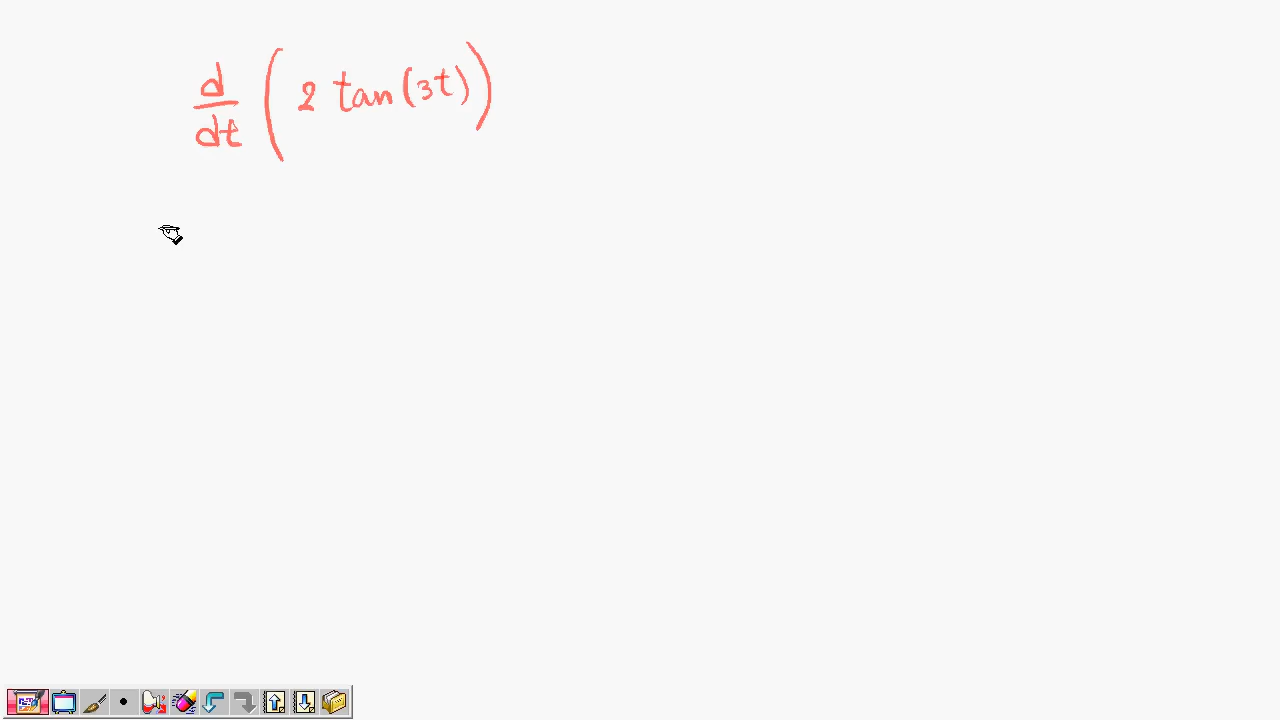 d/dt ( 2 tan(3t) )